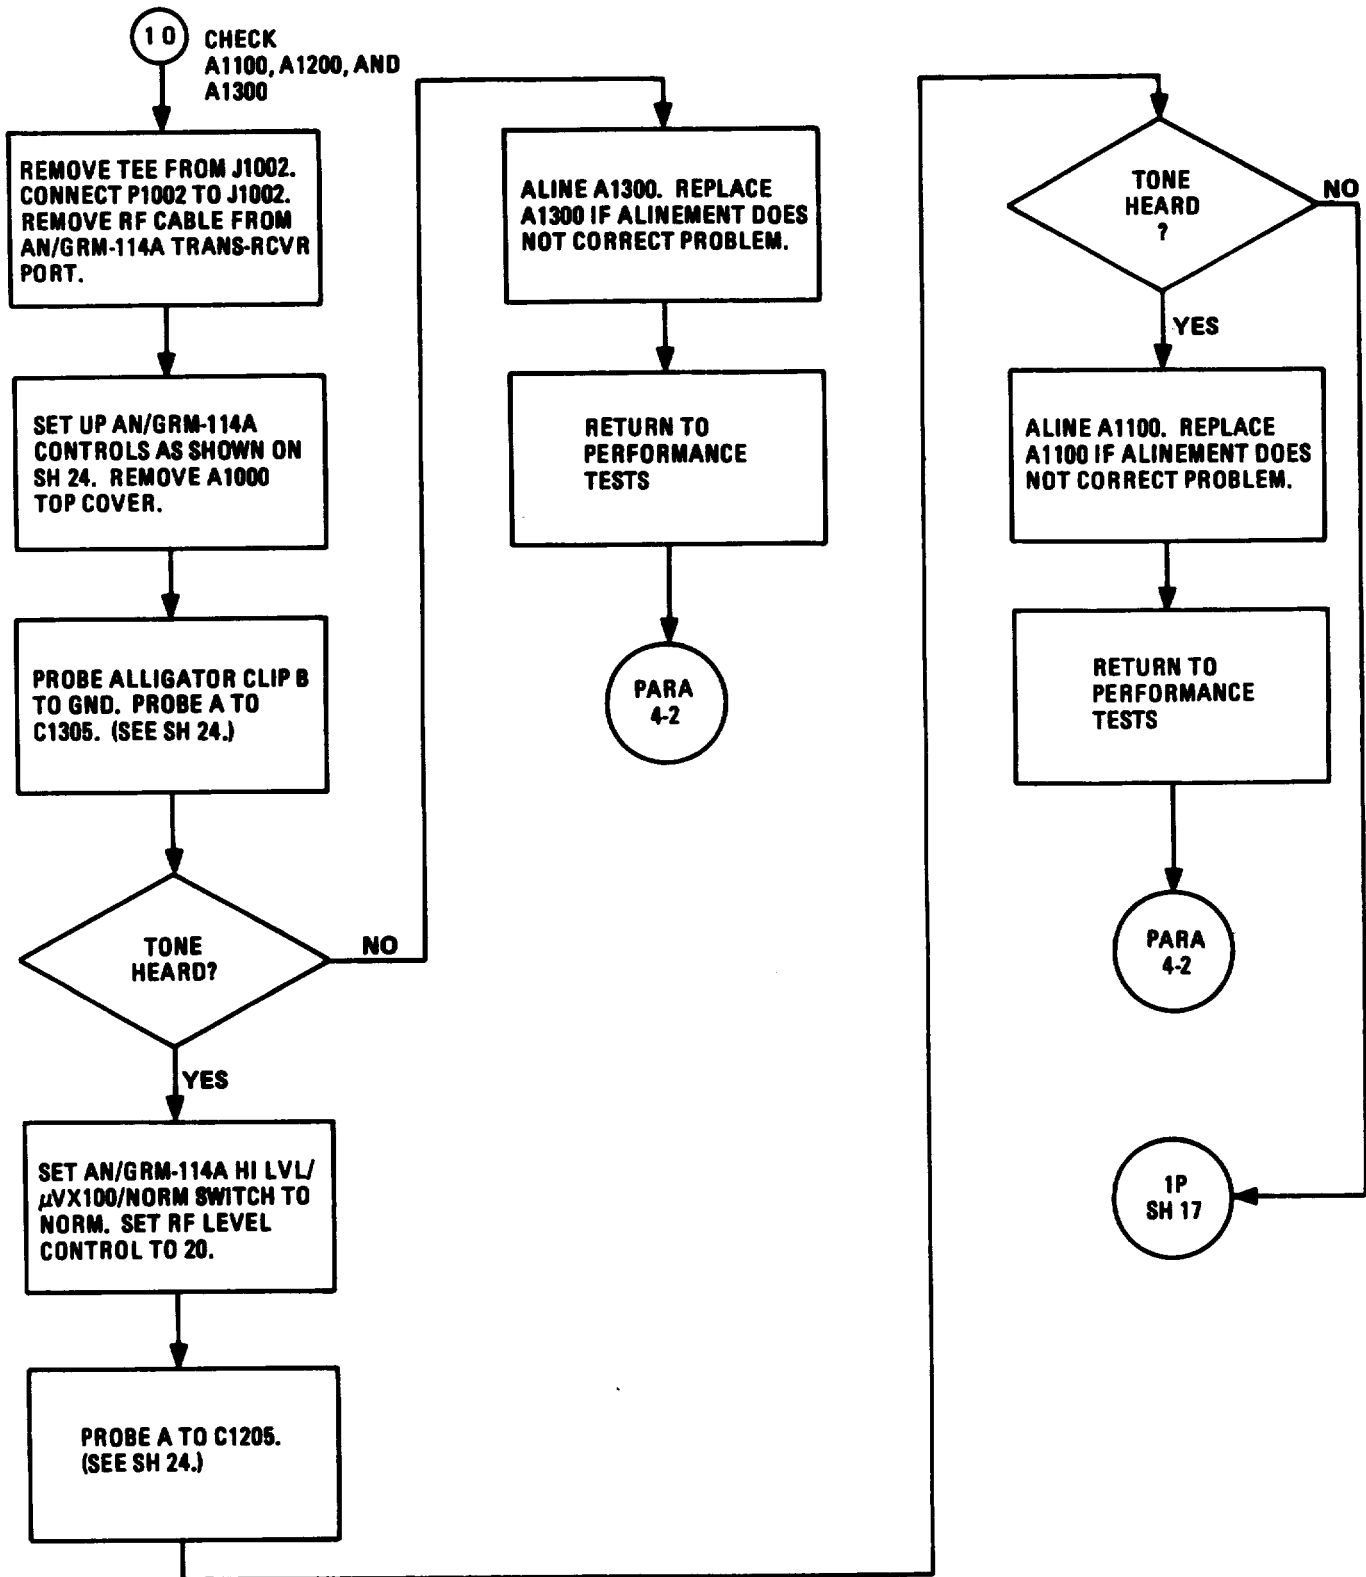 10
CHECK
A1100, A1200, AND
A1300
REMOVE TEE FROM J1002.
CONNECT P1002 TO J1002.
REMOVE RF CABLE FROM
AN/GRM-114A TRANS-RCVR
PORT.
SET UP AN/GRM-114A
CONTROLS AS SHOWN ON
SH 24. REMOVE A1000
TOP COVER.
PROBE ALLIGATOR CLIP B
TO GND. PROBE A TO
C1305. (SEE SH 24.)
TONE
HEARD?
NO
YES
SET AN/GRM-114A HI LVL/
μVX100/NORM SWITCH TO
NORM. SET RF LEVEL
CONTROL TO 20.
PROBE A TO C1205.
(SEE SH 24.)
ALINE A1300. REPLACE
A1300 IF ALINEMENT DOES
NOT CORRECT PROBLEM.
RETURN TO
PERFORMANCE
TESTS
PARA
4-2
TONE
HEARD
?
NO
YES
ALINE A1100. REPLACE
A1100 IF ALINEMENT DOES
NOT CORRECT PROBLEM.
RETURN TO
PERFORMANCE
TESTS
PARA
4-2
1P
SH 17